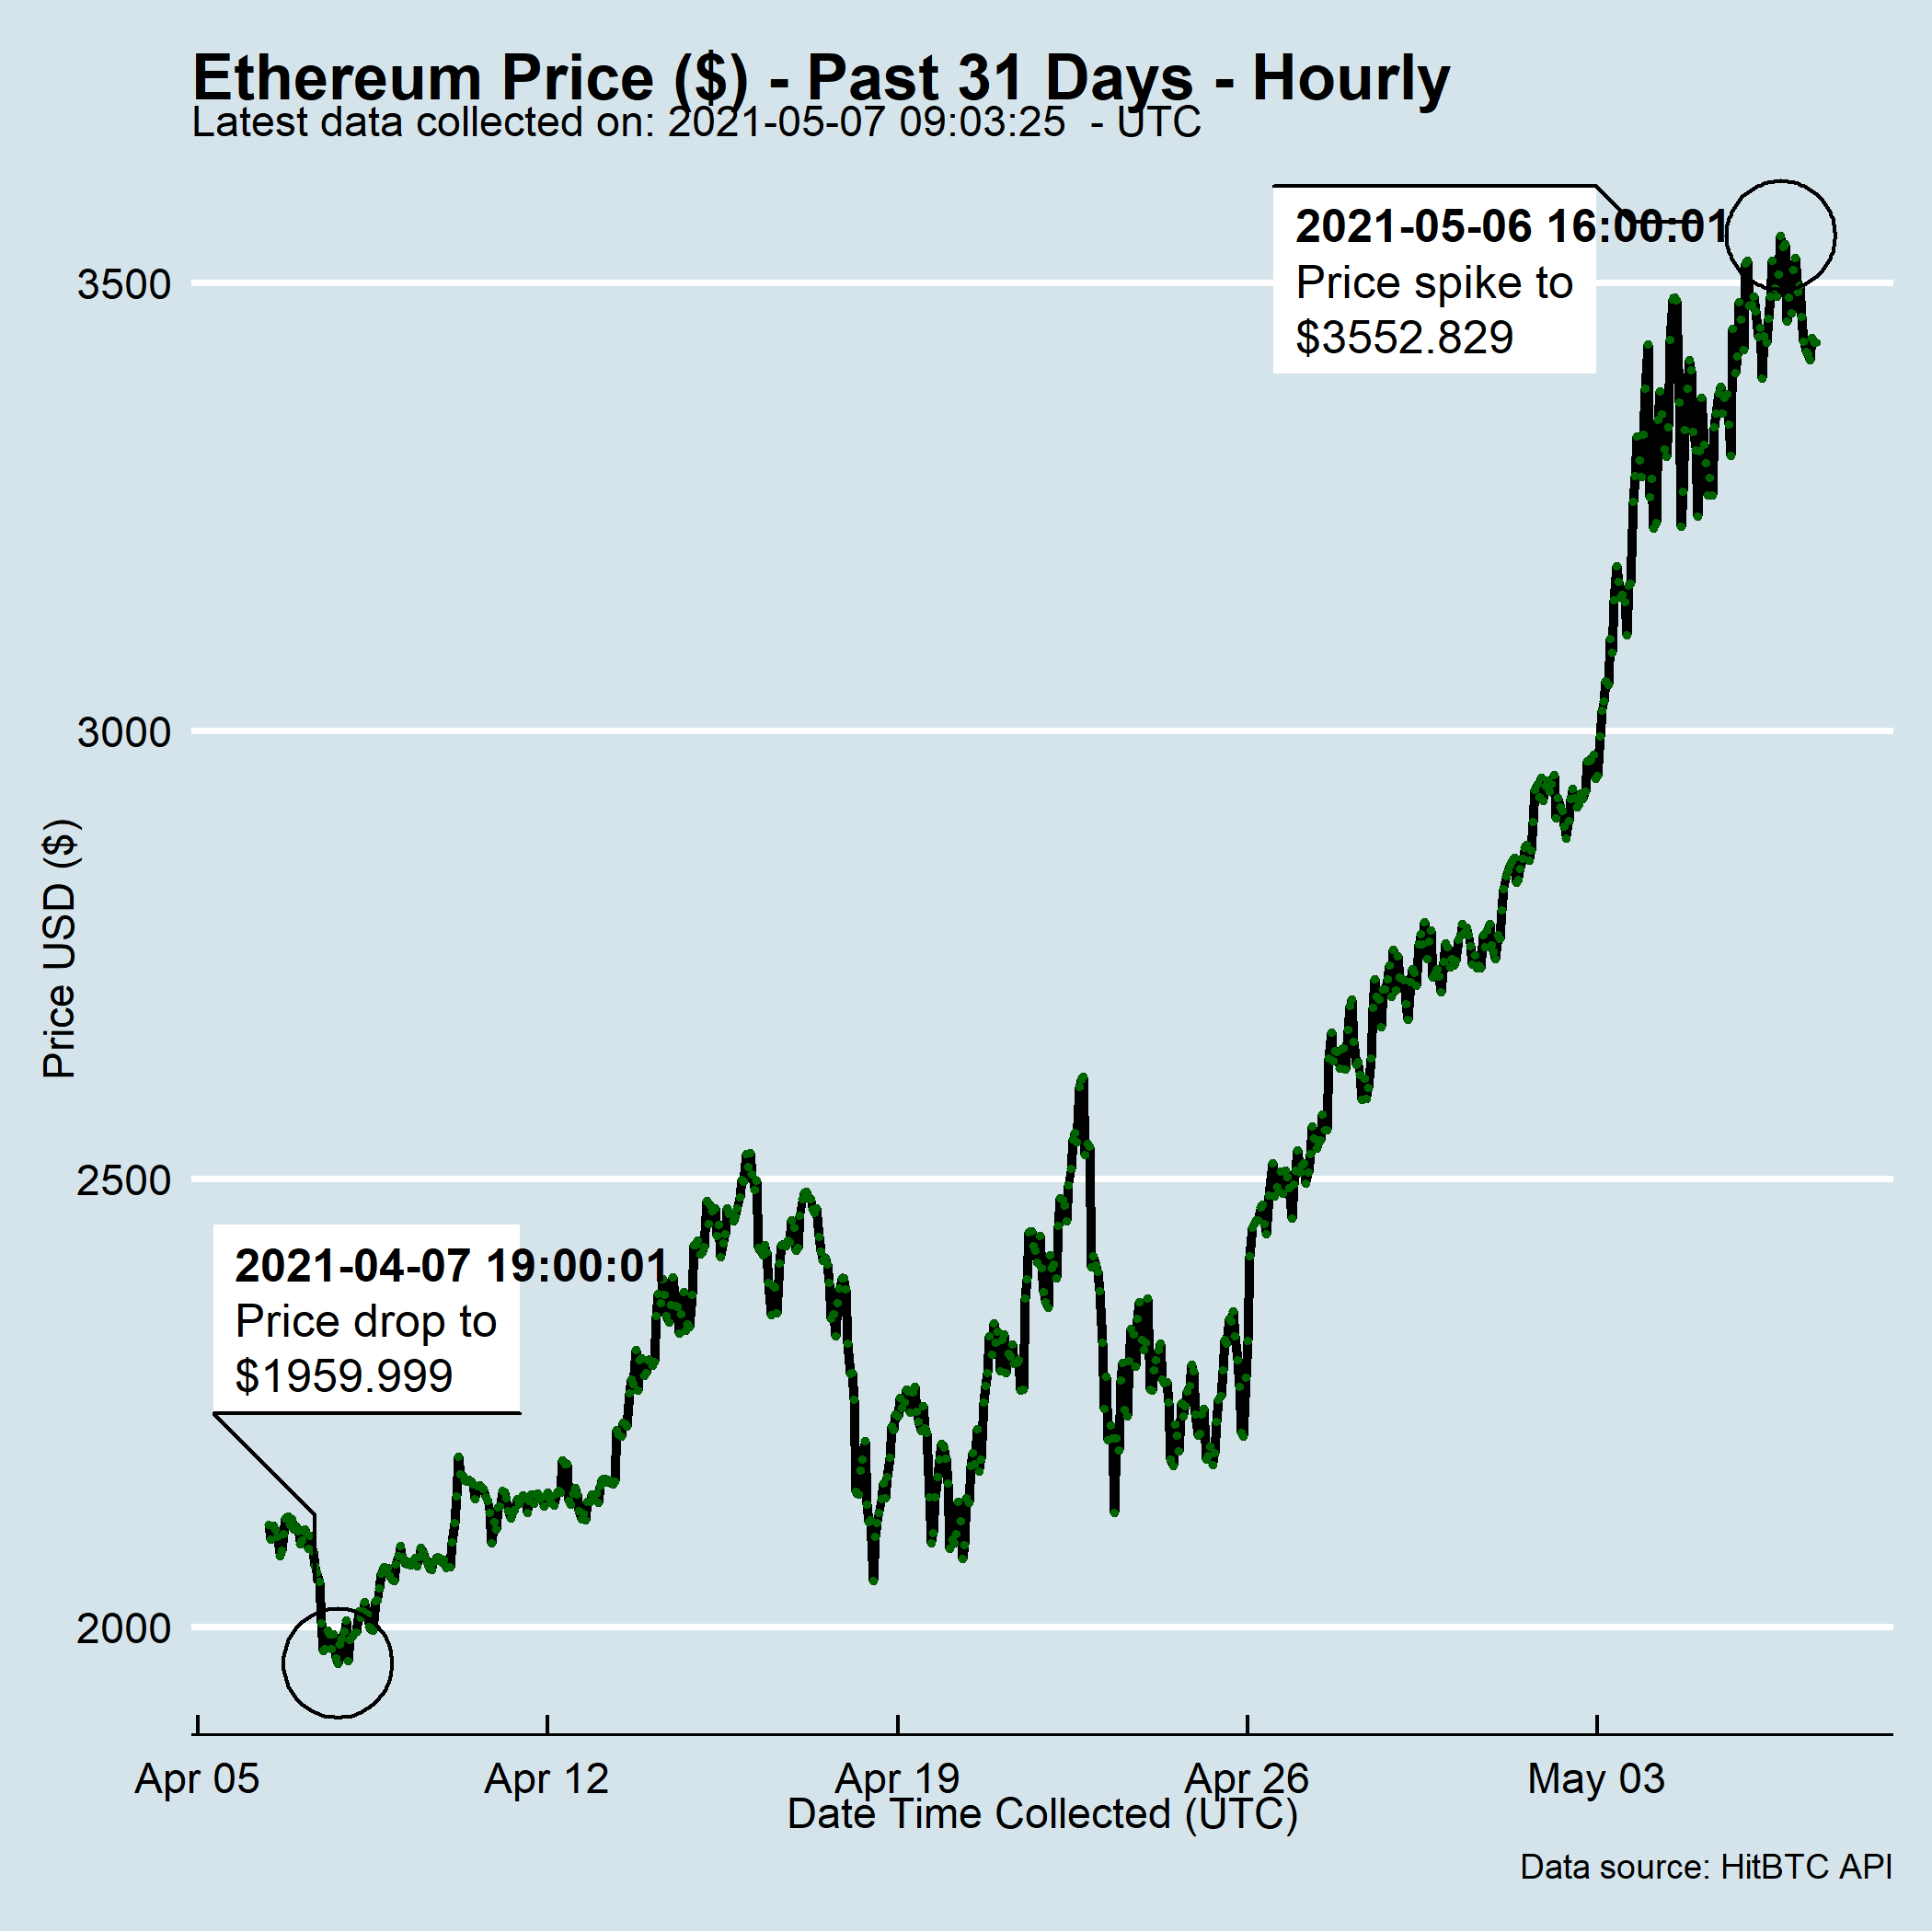 Ethereum Price ($) - Past 31 Days - Hourly
Latest data collected on: 2021-05-07 09:03:25  - UTC
2021-05-06 16:00:01
Price spike to
$3552.829
3500
3000
Price USD ($)
2500
2021-04-07 19:00:01
Price drop to
$1959.999
2000
Apr 05 Apr 12 Apr 19 Apr 26 May 03
Date Time Collected (UTC)
Data source: HitBTC API